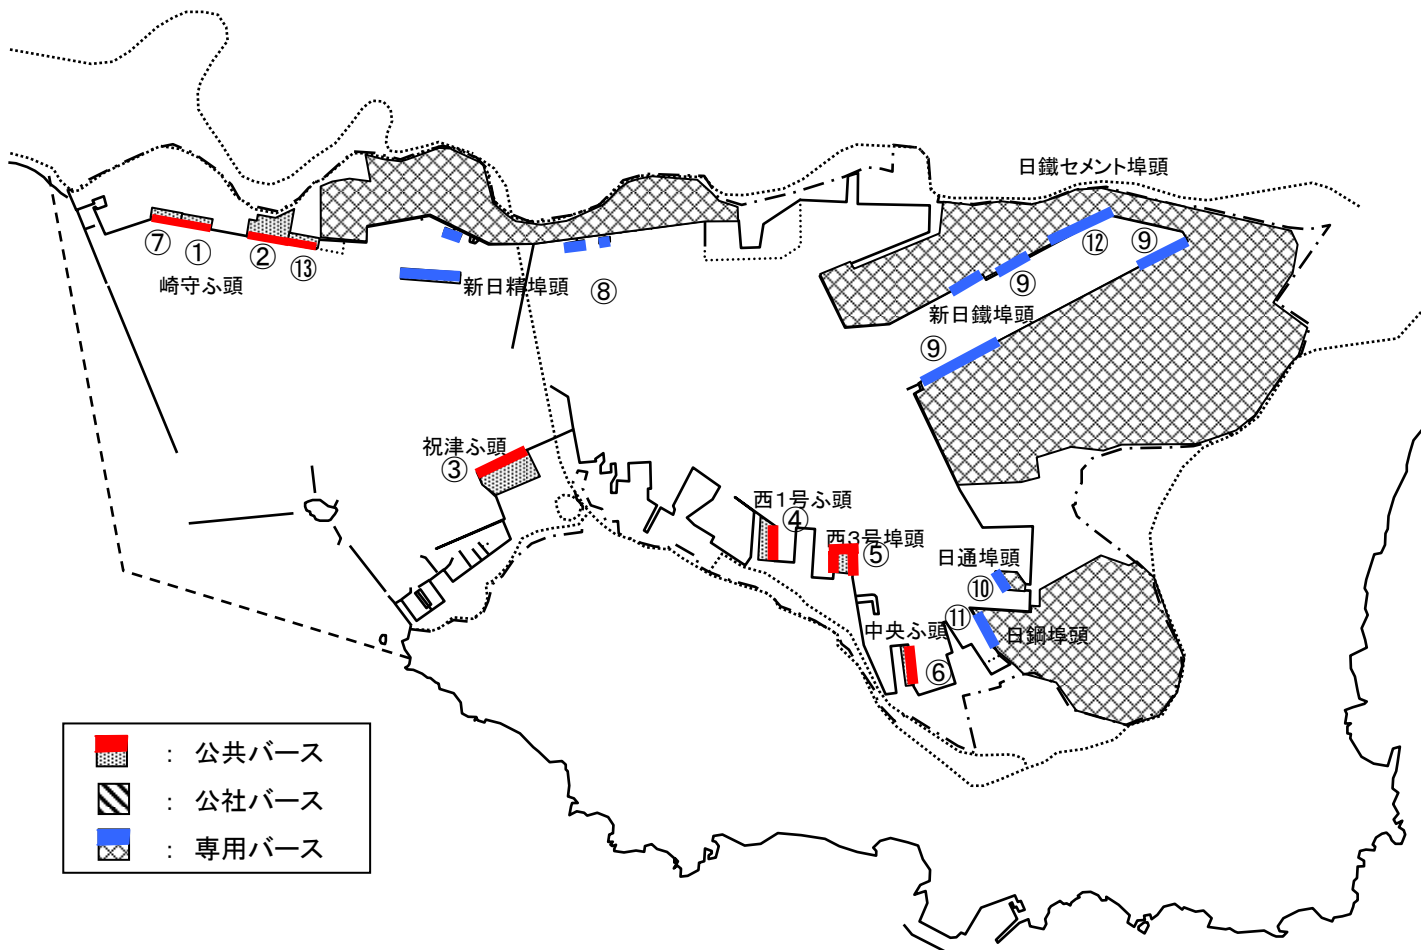 日鐵セメント埠頭
⑦
①
②
⑬
⑫
⑨
崎守ふ頭
新日精埠頭
⑧
⑨
新日鐵埠頭
⑨
祝津ふ頭
③
西1号ふ頭
④
西3号埠頭
⑤
日通埠頭
⑩
⑪
中央ふ頭
日鋼埠頭
⑥
： 公共バース
： 公社バース
： 専用バース